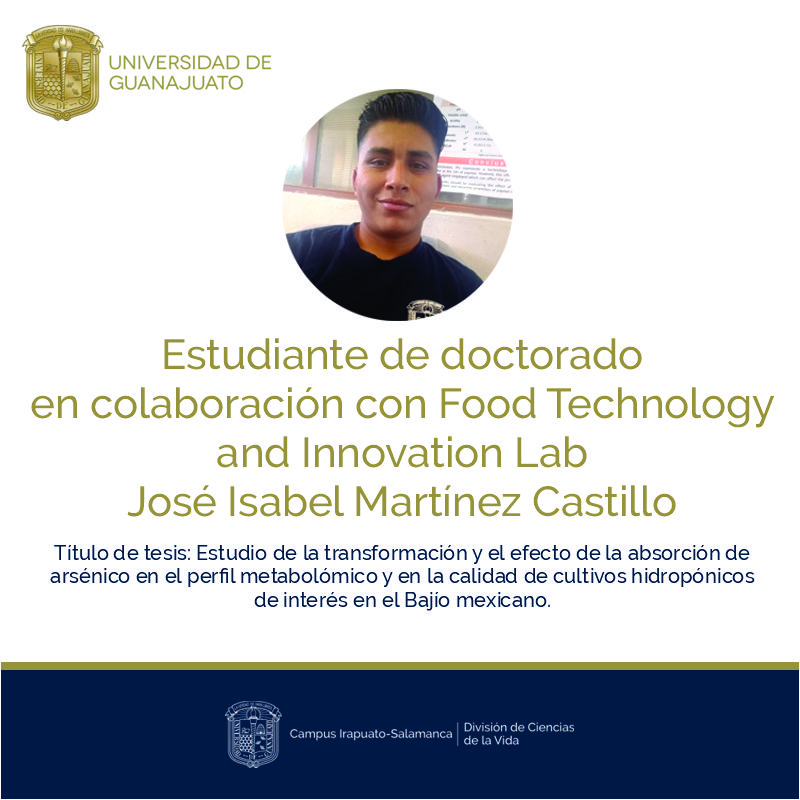 UNIVERSIDAD DE
GUANAJUATO
Estudiante de doctorado
en colaboración con Food Technology
and Innovation Lab
José Isabel Martínez Castillo
Título de tesis: Estudio de la transformación y el efecto de la absorción de
arsénico en el perfil metabolómico y en la calidad de cultivos hidropónicos
de interés en el Bajío mexicano.
Campus Irapuato-Salamanca
División de Ciencias
de la Vida